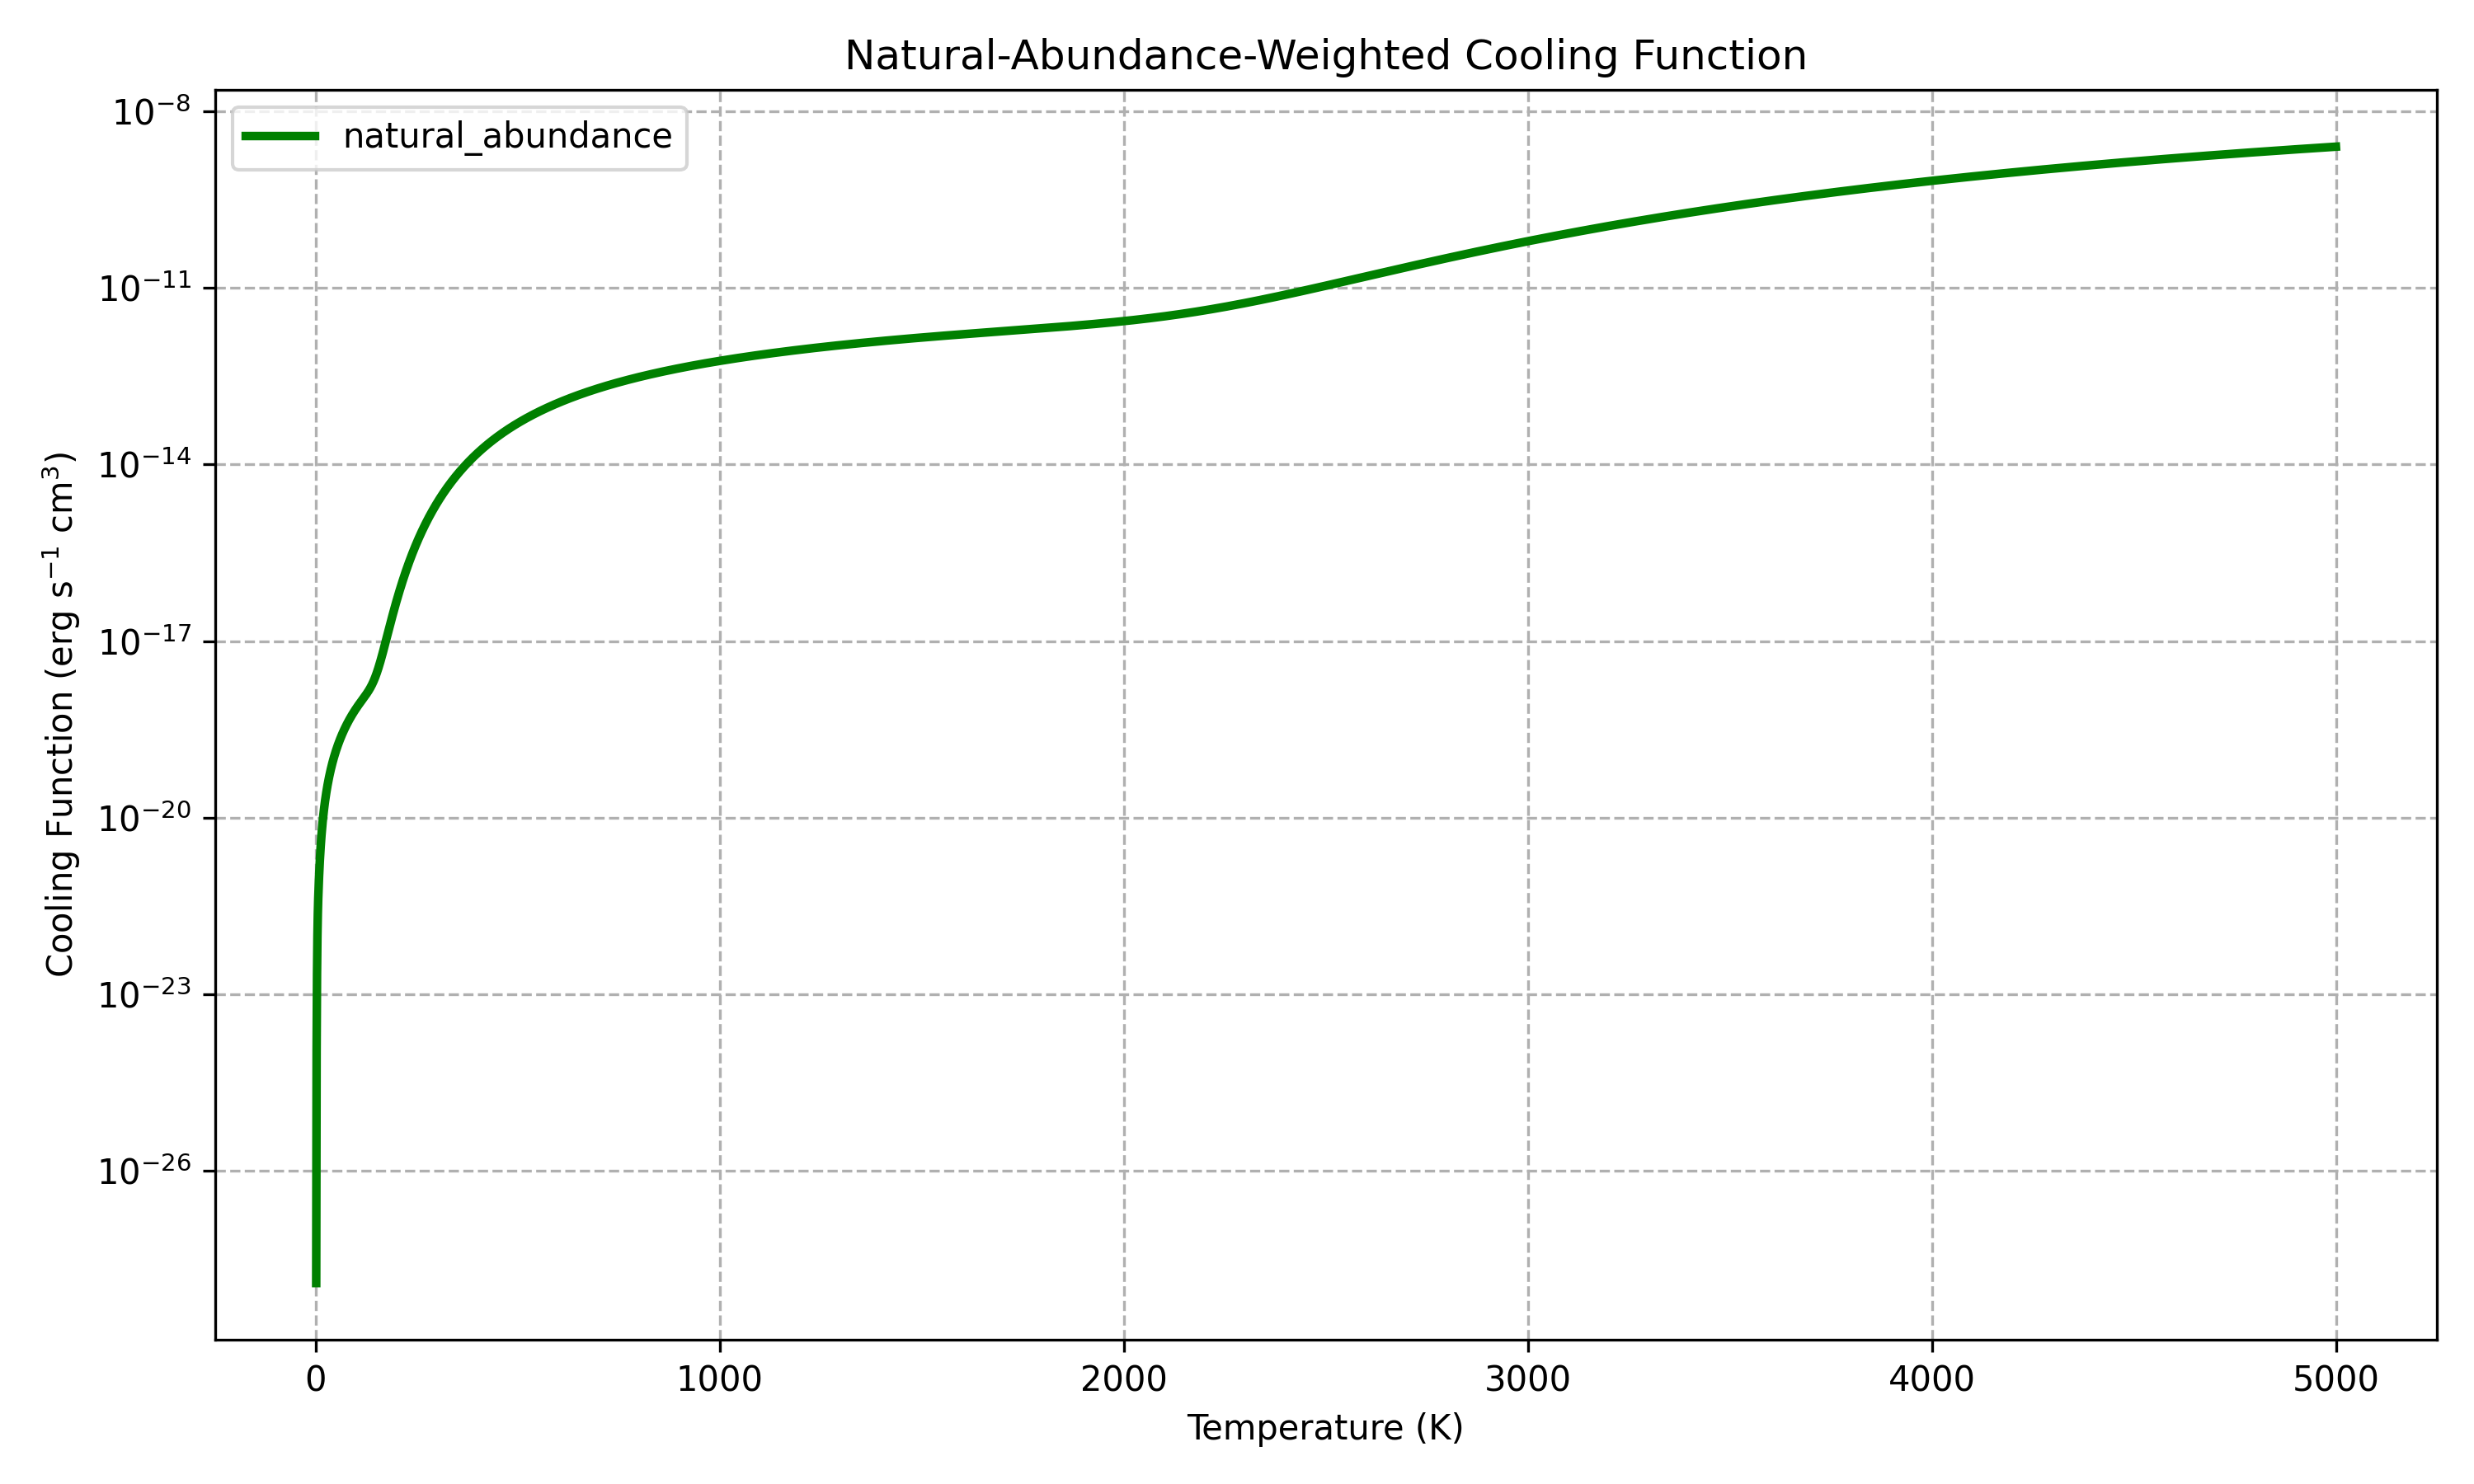 Natural-Abundance-Weighted Cooling Function
natural_abundance
Cooling Function (erg s⁻¹ cm³)
10⁻⁸
10⁻¹¹
10⁻¹⁴
10⁻¹⁷
10⁻²⁰
10⁻²³
10⁻²⁶
0 1000 2000 3000 4000 5000
Temperature (K)